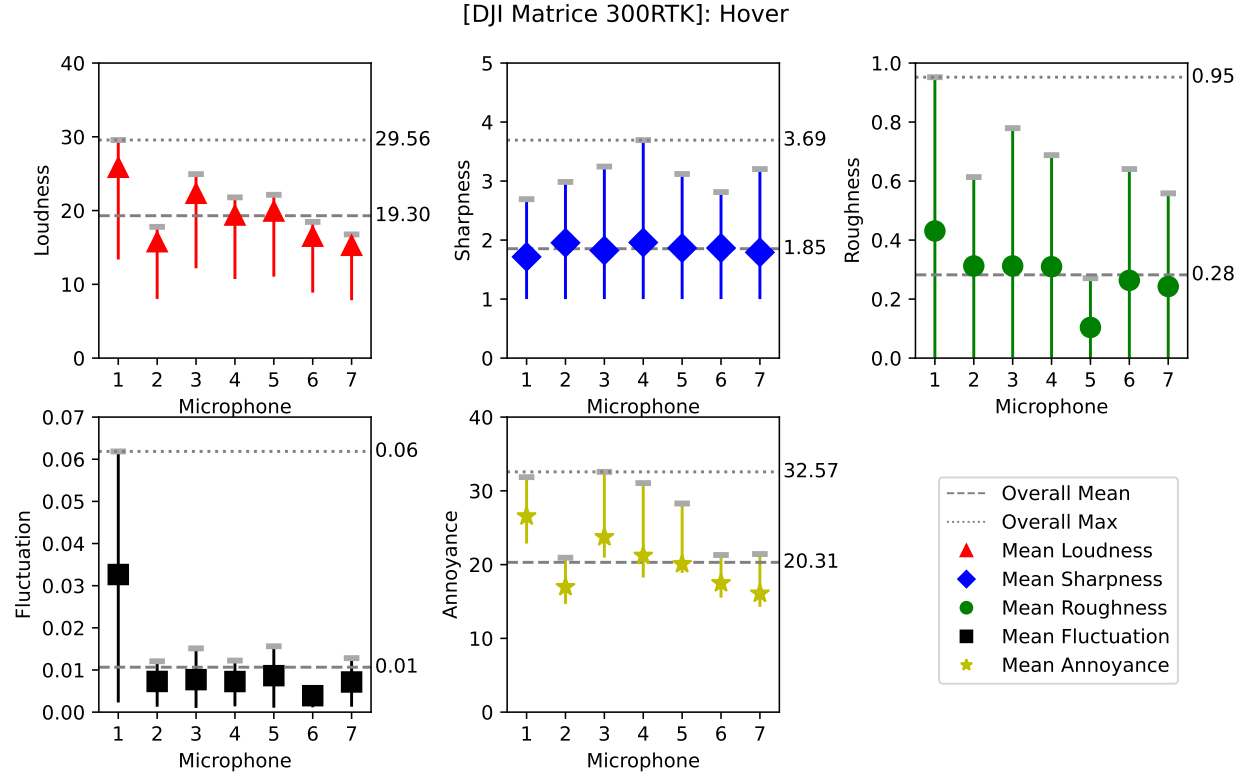 [DJI Matrice 300RTK]: Hover
40
30
20
10
0
Loudness
29.56
19.30
1 2 3 4 5 6 7
Microphone
5
4
3
2
1
0
Sharpness
3.69
1.85
1 2 3 4 5 6 7
Microphone
1.0
0.8
0.6
0.4
0.2
0.0
Roughness
0.95
0.28
1 2 3 4 5 6 7
Microphone
0.07
0.06
0.05
0.04
0.03
0.02
0.01
0.00
Fluctuation
0.06
0.01
1 2 3 4 5 6 7
Microphone
40
30
20
10
0
Annoyance
32.57
20.31
1 2 3 4 5 6 7
Microphone
Overall Mean
Overall Max
Mean Loudness
Mean Sharpness
Mean Roughness
Mean Fluctuation
Mean Annoyance